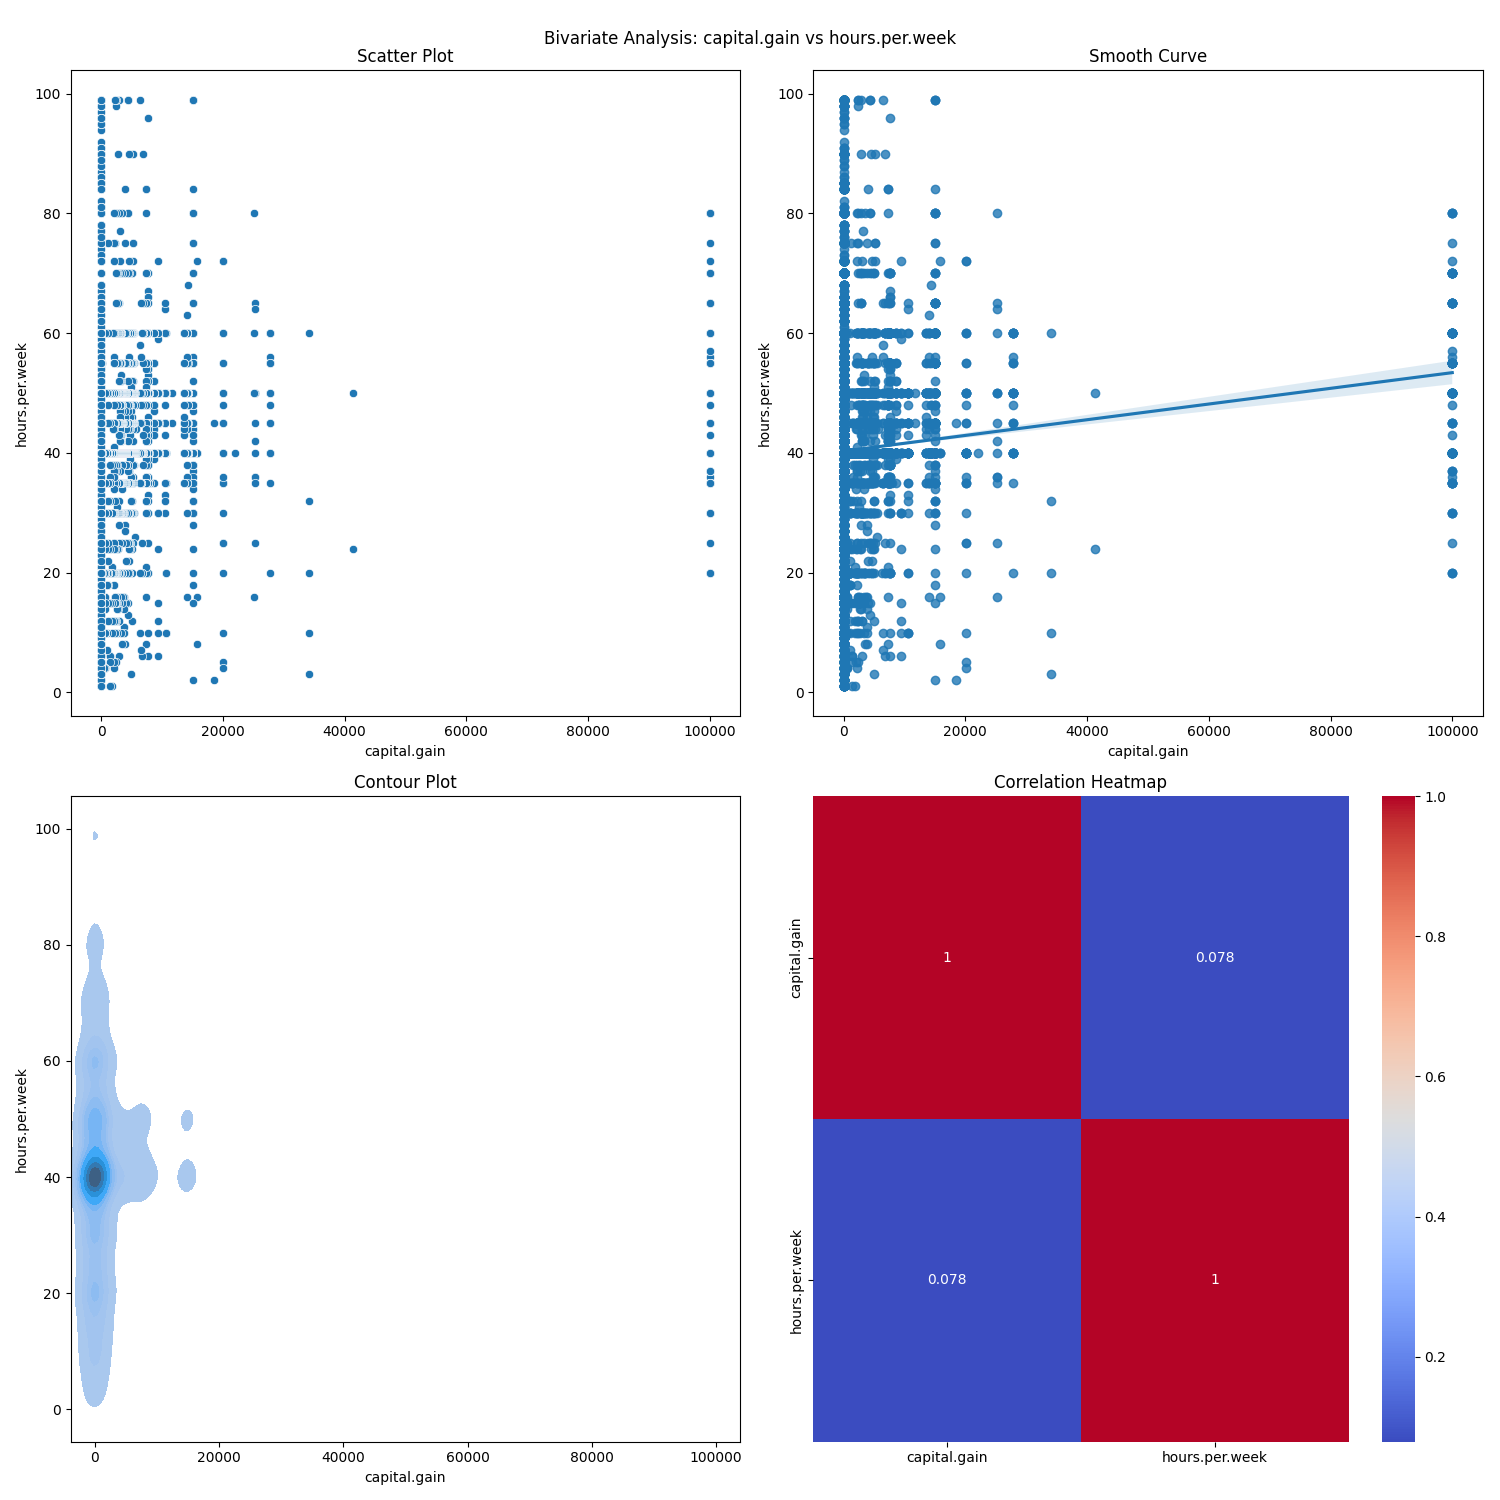 Bivariate Analysis: capital.gain vs hours.per.week
Scatter Plot
100
80
60
40
20
0
hours.per.week
0 20000 40000 60000 80000 100000
capital.gain
Smooth Curve
100
80
60
40
20
0
hours.per.week
0 20000 40000 60000 80000 100000
capital.gain
Contour Plot
100
80
60
40
20
0
hours.per.week
0 20000 40000 60000 80000 100000
capital.gain
Correlation Heatmap
capital.gain
hours.per.week
1 0.078
0.078 1
capital.gain hours.per.week
1.0
0.8
0.6
0.4
0.2